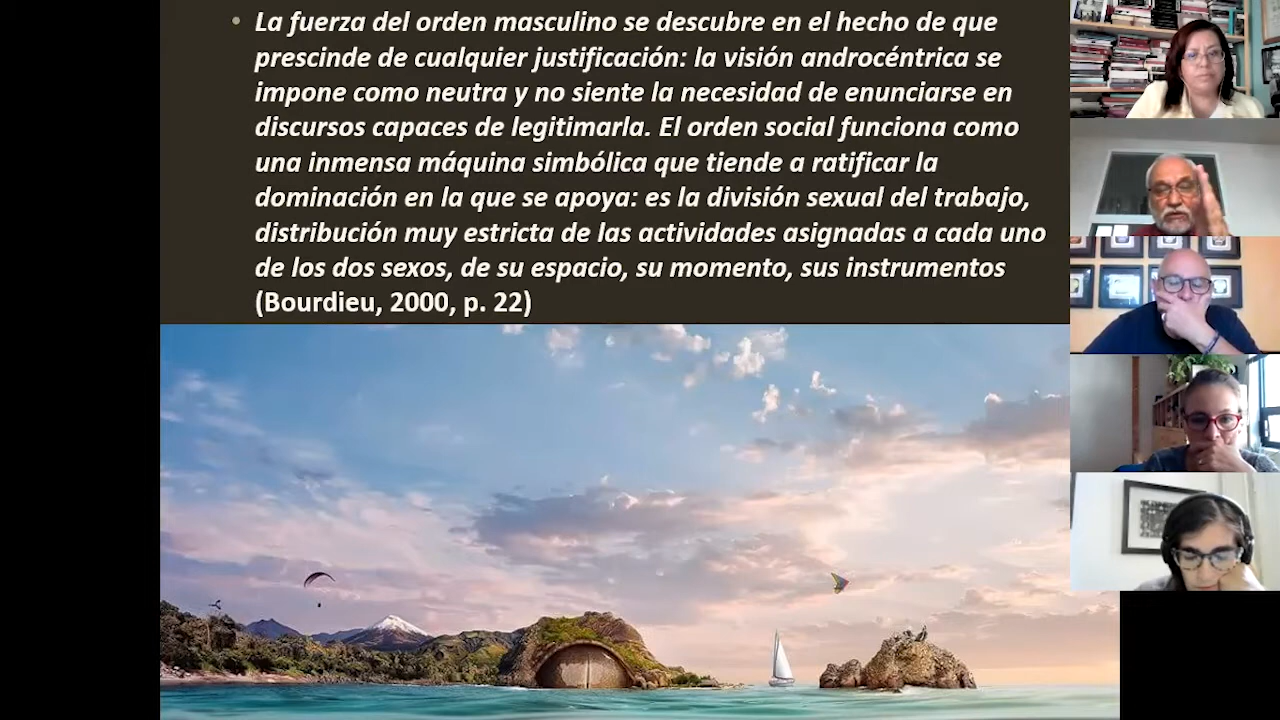 • La fuerza del orden masculino se descubre en el hecho de que
prescinde de cualquier justificación: la visión androcéntrica se
impone como neutra y no siente la necesidad de enunciarse en
discursos capaces de legitimarla. El orden social funciona como
una inmensa máquina simbólica que tiende a ratificar la
dominación en la que se apoya: es la división sexual del trabajo,
distribución muy estricta de las actividades asignadas a cada uno
de los dos sexos, de su espacio, su momento, sus instrumentos
(Bourdieu, 2000, p. 22)